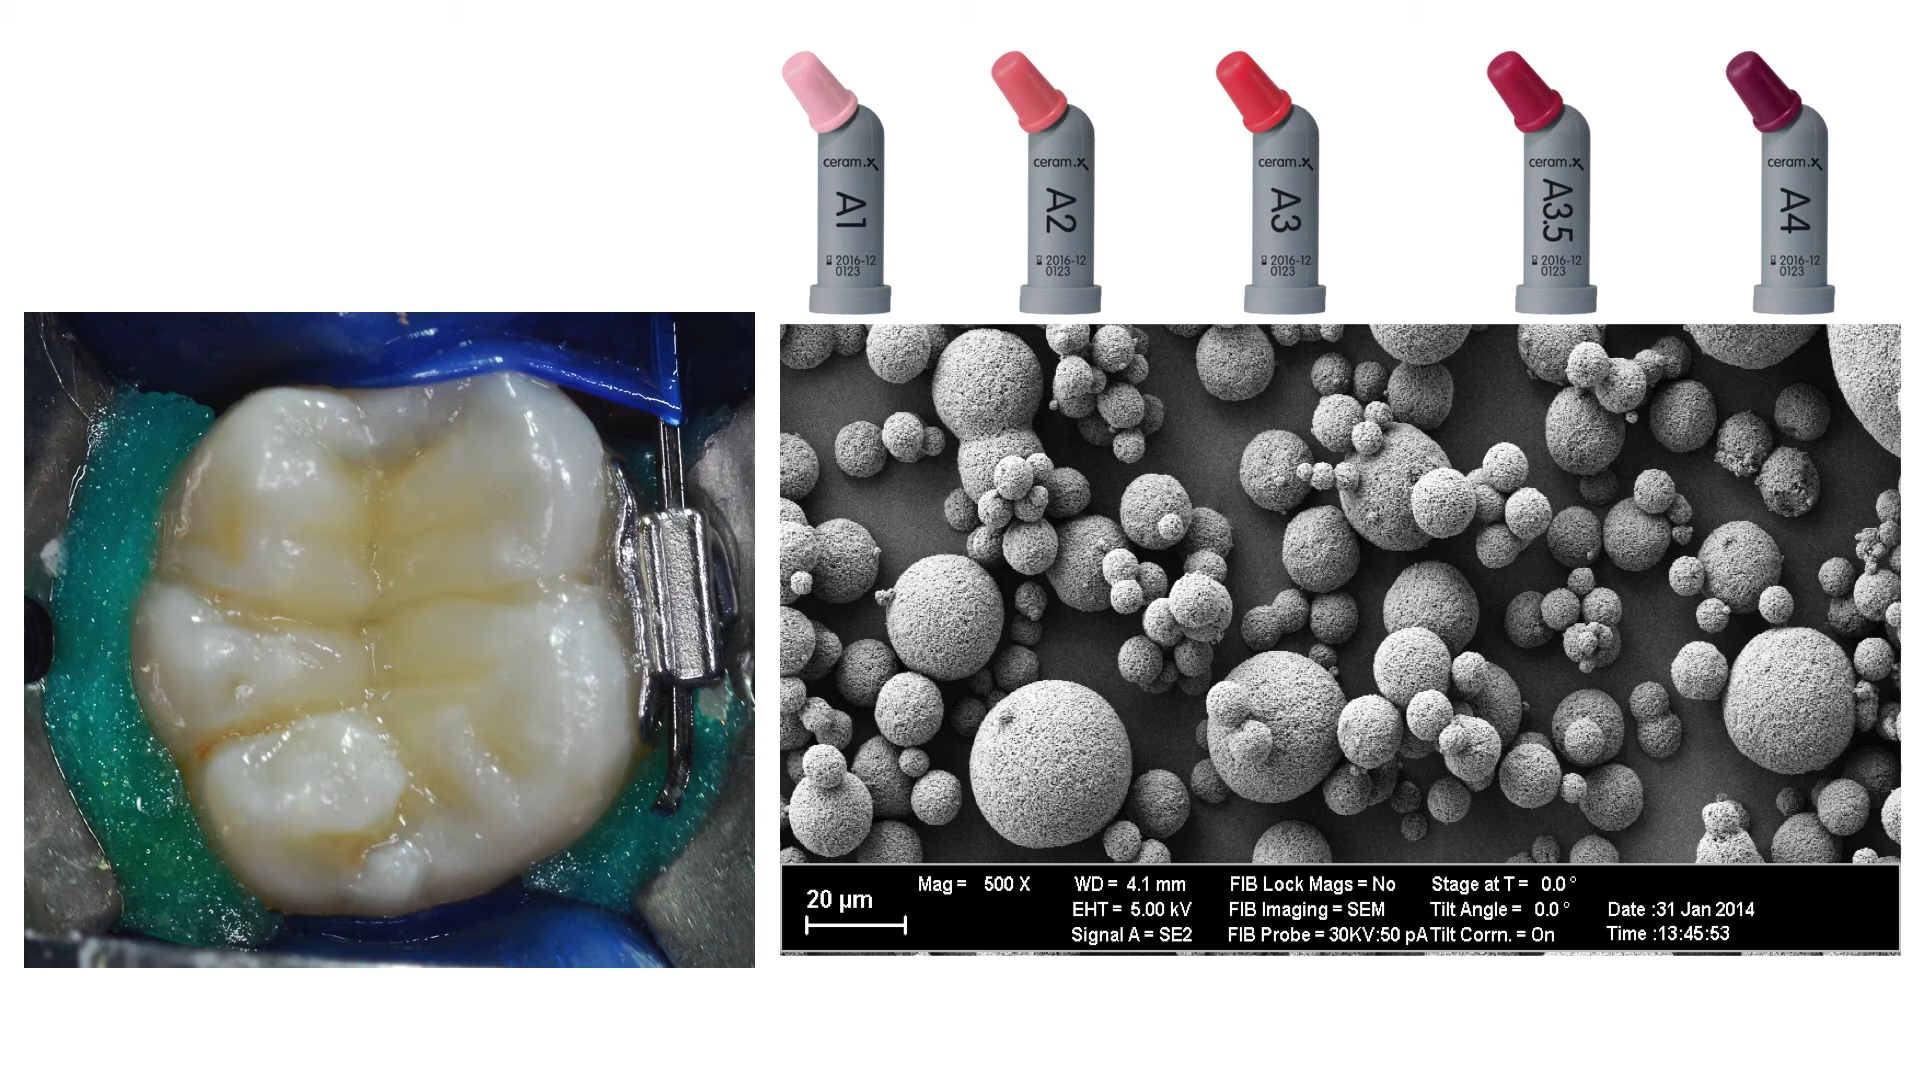 ceram.x
A1
2016-12
0123
ceram.x
A2
2016-12
0123
ceram.x
A3
2016-12
0123
ceram.x
A3.5
2016-12
0123
ceram.x
A4
2016-12
0123
20 µm
Mag = 500 X
WD = 4.1 mm
EHT = 5.00 kV
Signal A = SE2
FIB Lock Mags = No
FIB Imaging = SEM
FIB Probe = 30KV:50 pA
Stage at T = 0.0 °
Tilt Angle = 0.0 °
Tilt Corrn. = On
Date :31 Jan 2014
Time :13:45:53